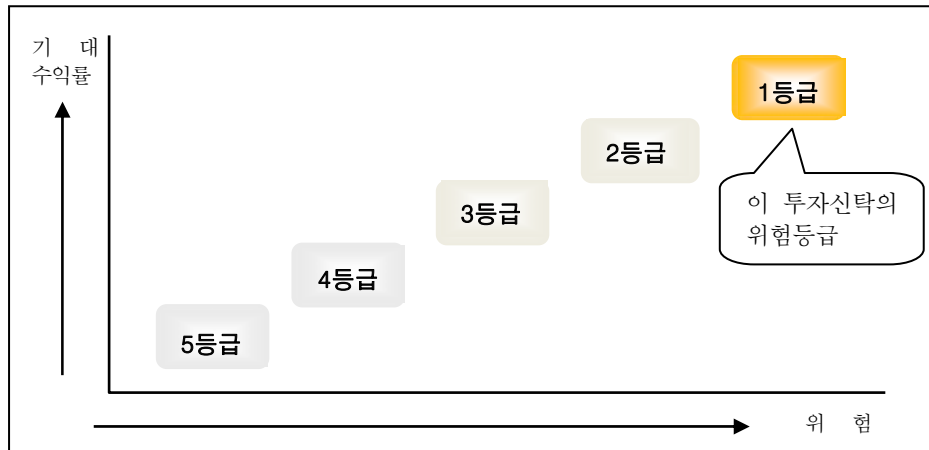 기 대
수익률
1등급
2등급
이 투자신탁의
위험등급
3등급
4등급
5등급
위 험